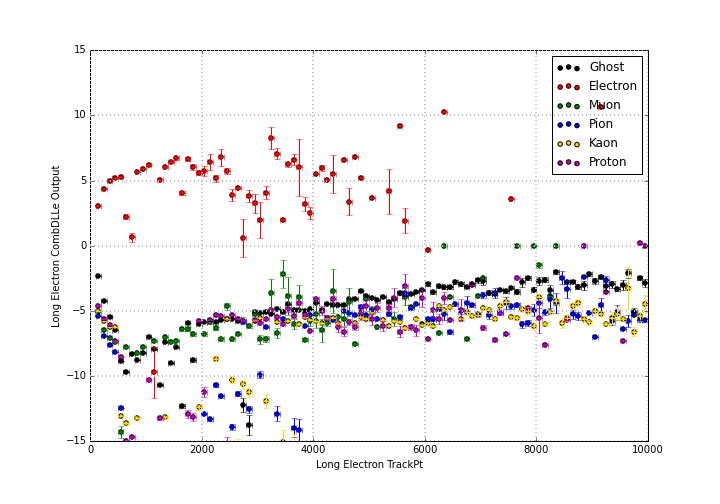 15
10
5
0
−5
−10
−15
0
2000
4000
6000
8000
10000
Long Electron CombDLLe Output
Long Electron TrackPt
Ghost
Electron
Muon
Pion
Kaon
Proton